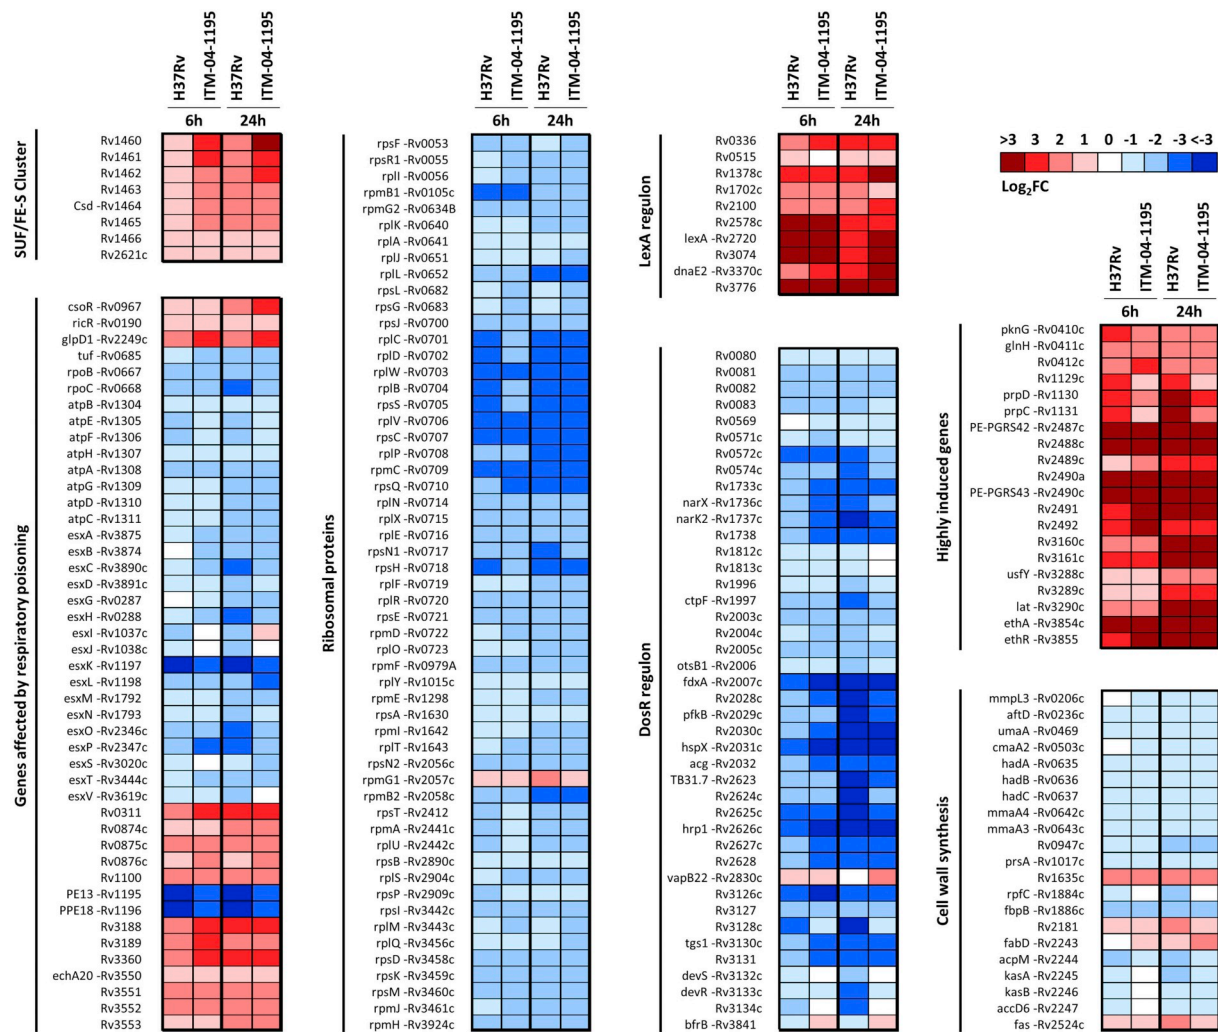 H37Rv
ITM-04-1195
H37Rv
ITM-04-1195
6h
24h
SUF/FE-S Cluster
Rv1460
Rv1461
Rv1462
Rv1463
Csd -Rv1464
Rv1465
Rv1466
Rv2621c
Genes affected by respiratory poisoning
csoR -Rv0967
ricR -Rv0190
glpD1 -Rv2249c
tuf -Rv0685
rpoB -Rv0667
rpoC -Rv0668
atpB -Rv1304
atpE -Rv1305
atpF -Rv1306
atpH -Rv1307
atpA -Rv1308
atpG -Rv1309
atpD -Rv1310
atpC -Rv1311
esxA -Rv3875
esxB -Rv3874
esxC -Rv3890c
esxD -Rv3891c
esxG -Rv0287
esxH -Rv0288
esxI -Rv1037c
esxJ -Rv1038c
esxK -Rv1197
esxL -Rv1198
esxM -Rv1792
esxN -Rv1793
esxO -Rv2346c
esxP -Rv2347c
esxS -Rv3020c
esxT -Rv3444c
esxV -Rv3619c
Rv0311
Rv0874c
Rv0875c
Rv0876c
Rv1100
PE13 -Rv1195
PPE18 -Rv1196
Rv3188
Rv3189
Rv3360
echA20 -Rv3550
Rv3551
Rv3552
Rv3553
H37Rv
ITM-04-1195
H37Rv
ITM-04-1195
6h
24h
Ribosomal proteins
rpsF -Rv0053
rpsR1 -Rv0055
rplI -Rv0056
rpmB1 -Rv0105c
rpmG2 -Rv0634B
rplK -Rv0640
rplA -Rv0641
rplJ -Rv0651
rplL -Rv0652
rpsL -Rv0682
rpsG -Rv0683
rpsJ -Rv0700
rplC -Rv0701
rplD -Rv0702
rplW -Rv0703
rplB -Rv0704
rpsS -Rv0705
rplV -Rv0706
rpsC -Rv0707
rplP -Rv0708
rpmC -Rv0709
rpsQ -Rv0710
rplN -Rv0714
rplX -Rv0715
rplE -Rv0716
rpsN1 -Rv0717
rpsH -Rv0718
rplF -Rv0719
rplR -Rv0720
rpsE -Rv0721
rpmD -Rv0722
rplO -Rv0723
rpmF -Rv0979A
rplY -Rv1015c
rpmE -Rv1298
rpsA -Rv1630
rpmI -Rv1642
rplT -Rv1643
rpsN2 -Rv2056c
rpmG1 -Rv2057c
rpmB2 -Rv2058c
rpsT -Rv2412
rpmA -Rv2441c
rplU -Rv2442c
rpsB -Rv2890c
rplS -Rv2904c
rpsP -Rv2909c
rpsI -Rv3442c
rplM -Rv3443c
rplQ -Rv3456c
rpsD -Rv3458c
rpsK -Rv3459c
rpsM -Rv3460c
rpmJ -Rv3461c
rpmH -Rv3924c
H37Rv
ITM-04-1195
H37Rv
ITM-04-1195
6h
24h
LexA regulon
Rv0336
Rv0515
Rv1378c
Rv1702c
Rv2100
Rv2578c
lexA -Rv2720
Rv3074
dnaE2 -Rv3370c
Rv3776
DosR regulon
Rv0080
Rv0081
Rv0082
Rv0083
Rv0569
Rv0571c
Rv0572c
Rv0574c
Rv1733c
narX -Rv1736c
narK2 -Rv1737c
Rv1738
Rv1812c
Rv1813c
Rv1996
ctpF -Rv1997
Rv2003c
Rv2004c
Rv2005c
otsB1 -Rv2006
fdxA -Rv2007c
Rv2028c
pfkB -Rv2029c
Rv2030c
hspX -Rv2031c
acg -Rv2032
TB31.7 -Rv2623
Rv2624c
Rv2625c
hrp1 -Rv2626c
Rv2627c
Rv2628
vapB22 -Rv2830c
Rv3126c
Rv3127
Rv3128c
tgs1 -Rv3130c
Rv3131
devS -Rv3132c
devR -Rv3133c
Rv3134c
bfrB -Rv3841
>3 3 2 1 0 -1 -2 -3 <-3
Log2FC
H37Rv
ITM-04-1195
H37Rv
ITM-04-1195
6h
24h
Highly induced genes
pknG -Rv0410c
glnH -Rv0411c
Rv0412c
Rv1129c
prpD -Rv1130
prpC -Rv1131
PE-PGRS42 -Rv2487c
Rv2488c
Rv2489c
Rv2490a
PE-PGRS43 -Rv2490c
Rv2491
Rv2492
Rv3160c
Rv3161c
usfY -Rv3288c
Rv3289c
lat -Rv3290c
ethA -Rv3854c
ethR -Rv3855
Cell wall synthesis
mmpL3 -Rv0206c
aftD -Rv0236c
umaA -Rv0469
cmaA2 -Rv0503c
hadA -Rv0635
hadB -Rv0636
hadC -Rv0637
mmaA4 -Rv0642c
mmaA3 -Rv0643c
Rv0947c
prsA -Rv1017c
Rv1635c
rpfC -Rv1884c
fbpB -Rv1886c
Rv2181
fabD -Rv2243
acpM -Rv2244
kasA -Rv2245
kasB -Rv2246
accD6 -Rv2247
fas -Rv2524c